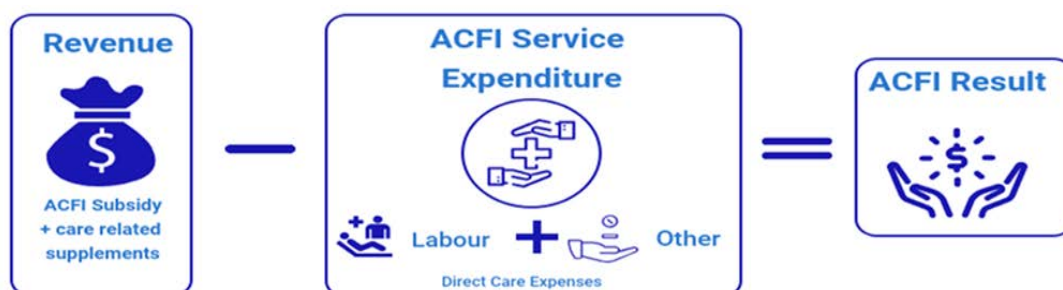 Revenue
$
ACFI Subsidy
+ care related
supplements
ACFI Service
Expenditure
Labour + Other
Direct Care Expenses
ACFI Result
$